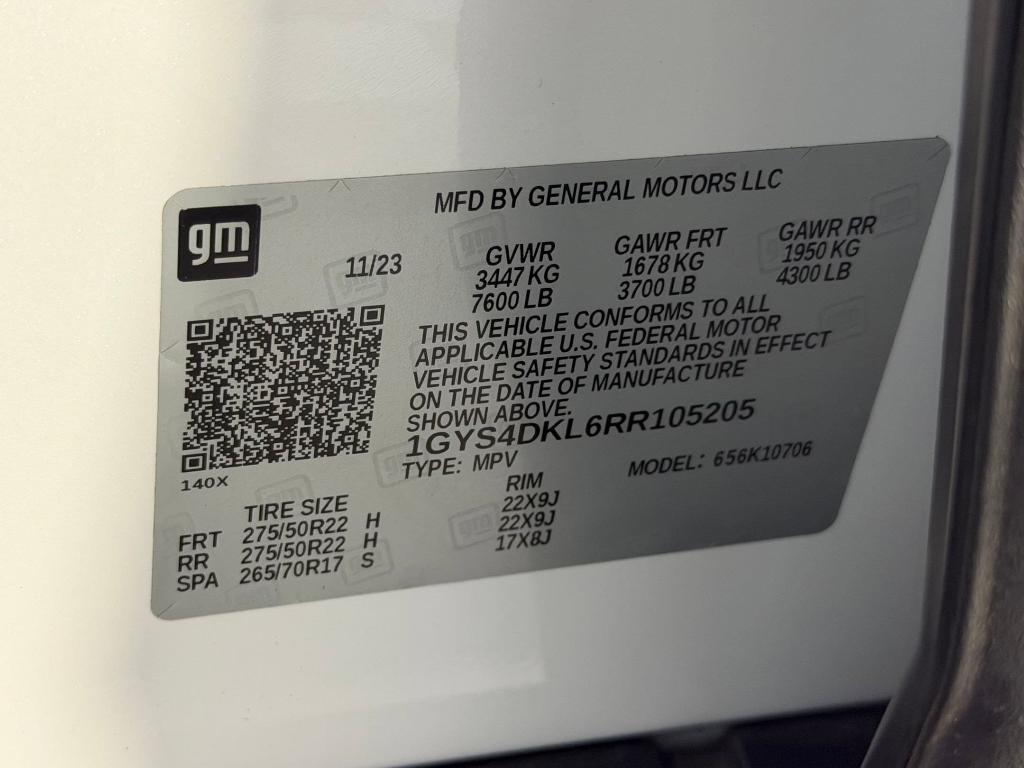 gm
MFD BY GENERAL MOTORS LLC
11/23
GVWR GAWR FRT GAWR RR
3447 KG 1678 KG 1950 KG
7600 LB 3700 LB 4300 LB
THIS VEHICLE CONFORMS TO ALL
APPLICABLE U.S. FEDERAL MOTOR
VEHICLE SAFETY STANDARDS IN EFFECT
ON THE DATE OF MANUFACTURE
SHOWN ABOVE.
1GYS4DKL6RR105205
TYPE: MPV MODEL: 656K10706
140X
TIRE SIZE RIM
FRT 275/50R22 H 22X9J
RR 275/50R22 H 22X9J
SPA 265/70R17 S 17X8J